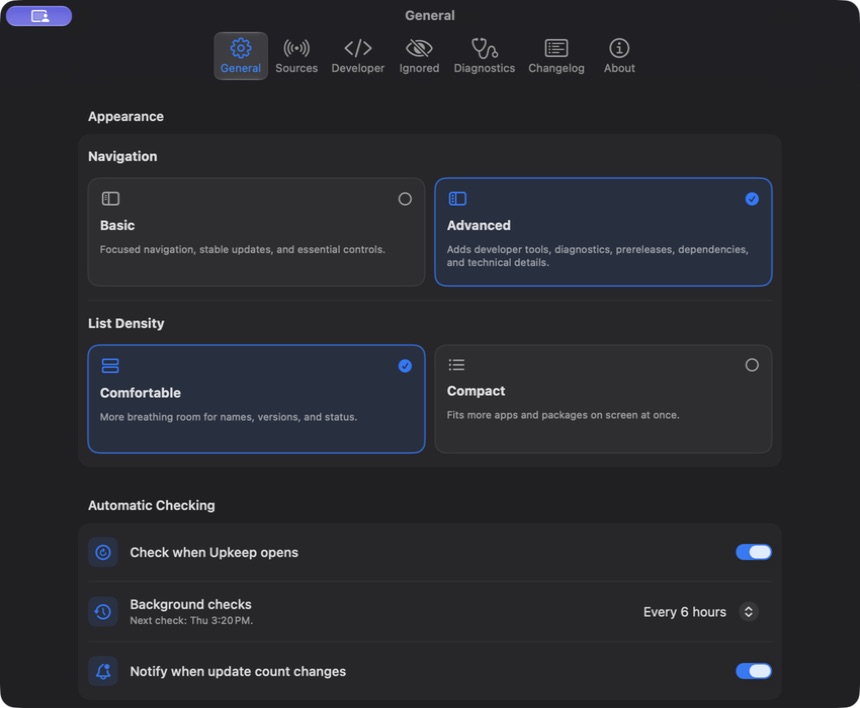 General
General
Sources
Developer
Ignored
Diagnostics
Changelog
About
Appearance
Navigation
Basic
Focused navigation, stable updates, and essential controls.
Advanced
Adds developer tools, diagnostics, prereleases, dependencies,
and technical details.
List Density
Comfortable
More breathing room for names, versions, and status.
Compact
Fits more apps and packages on screen at once.
Automatic Checking
Check when Upkeep opens
Background checks
Next check: Thu 3:20 PM.
Every 6 hours
Notify when update count changes